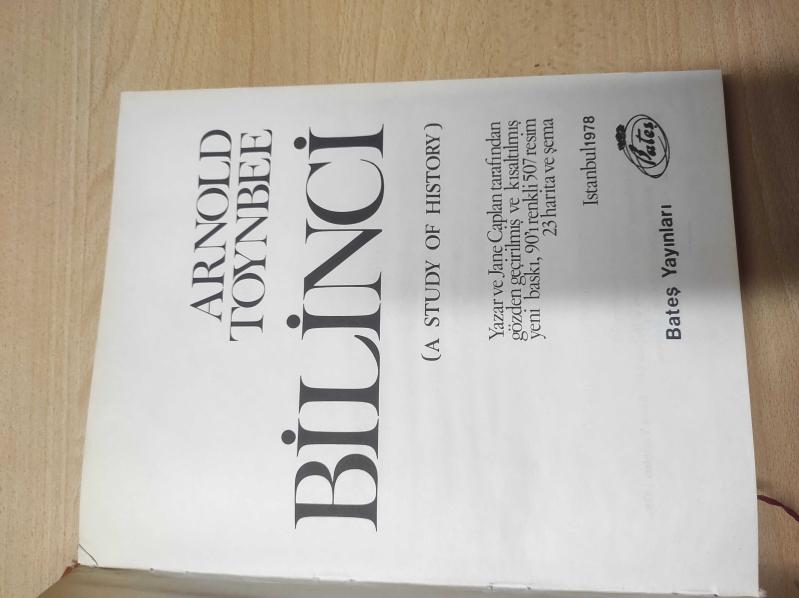 ARNOLD
TOYNBEE
BİLİNCİ
(A STUDY OF HISTORY)
Yazar ve Jane Caplan tarafından
gözden geçirilmiş ve kısaltılmış
yeni baskı, 90'ı renkli 507 resim
23 harita ve şema
Istanbul 1978
Bateş
Bateş Yayınları